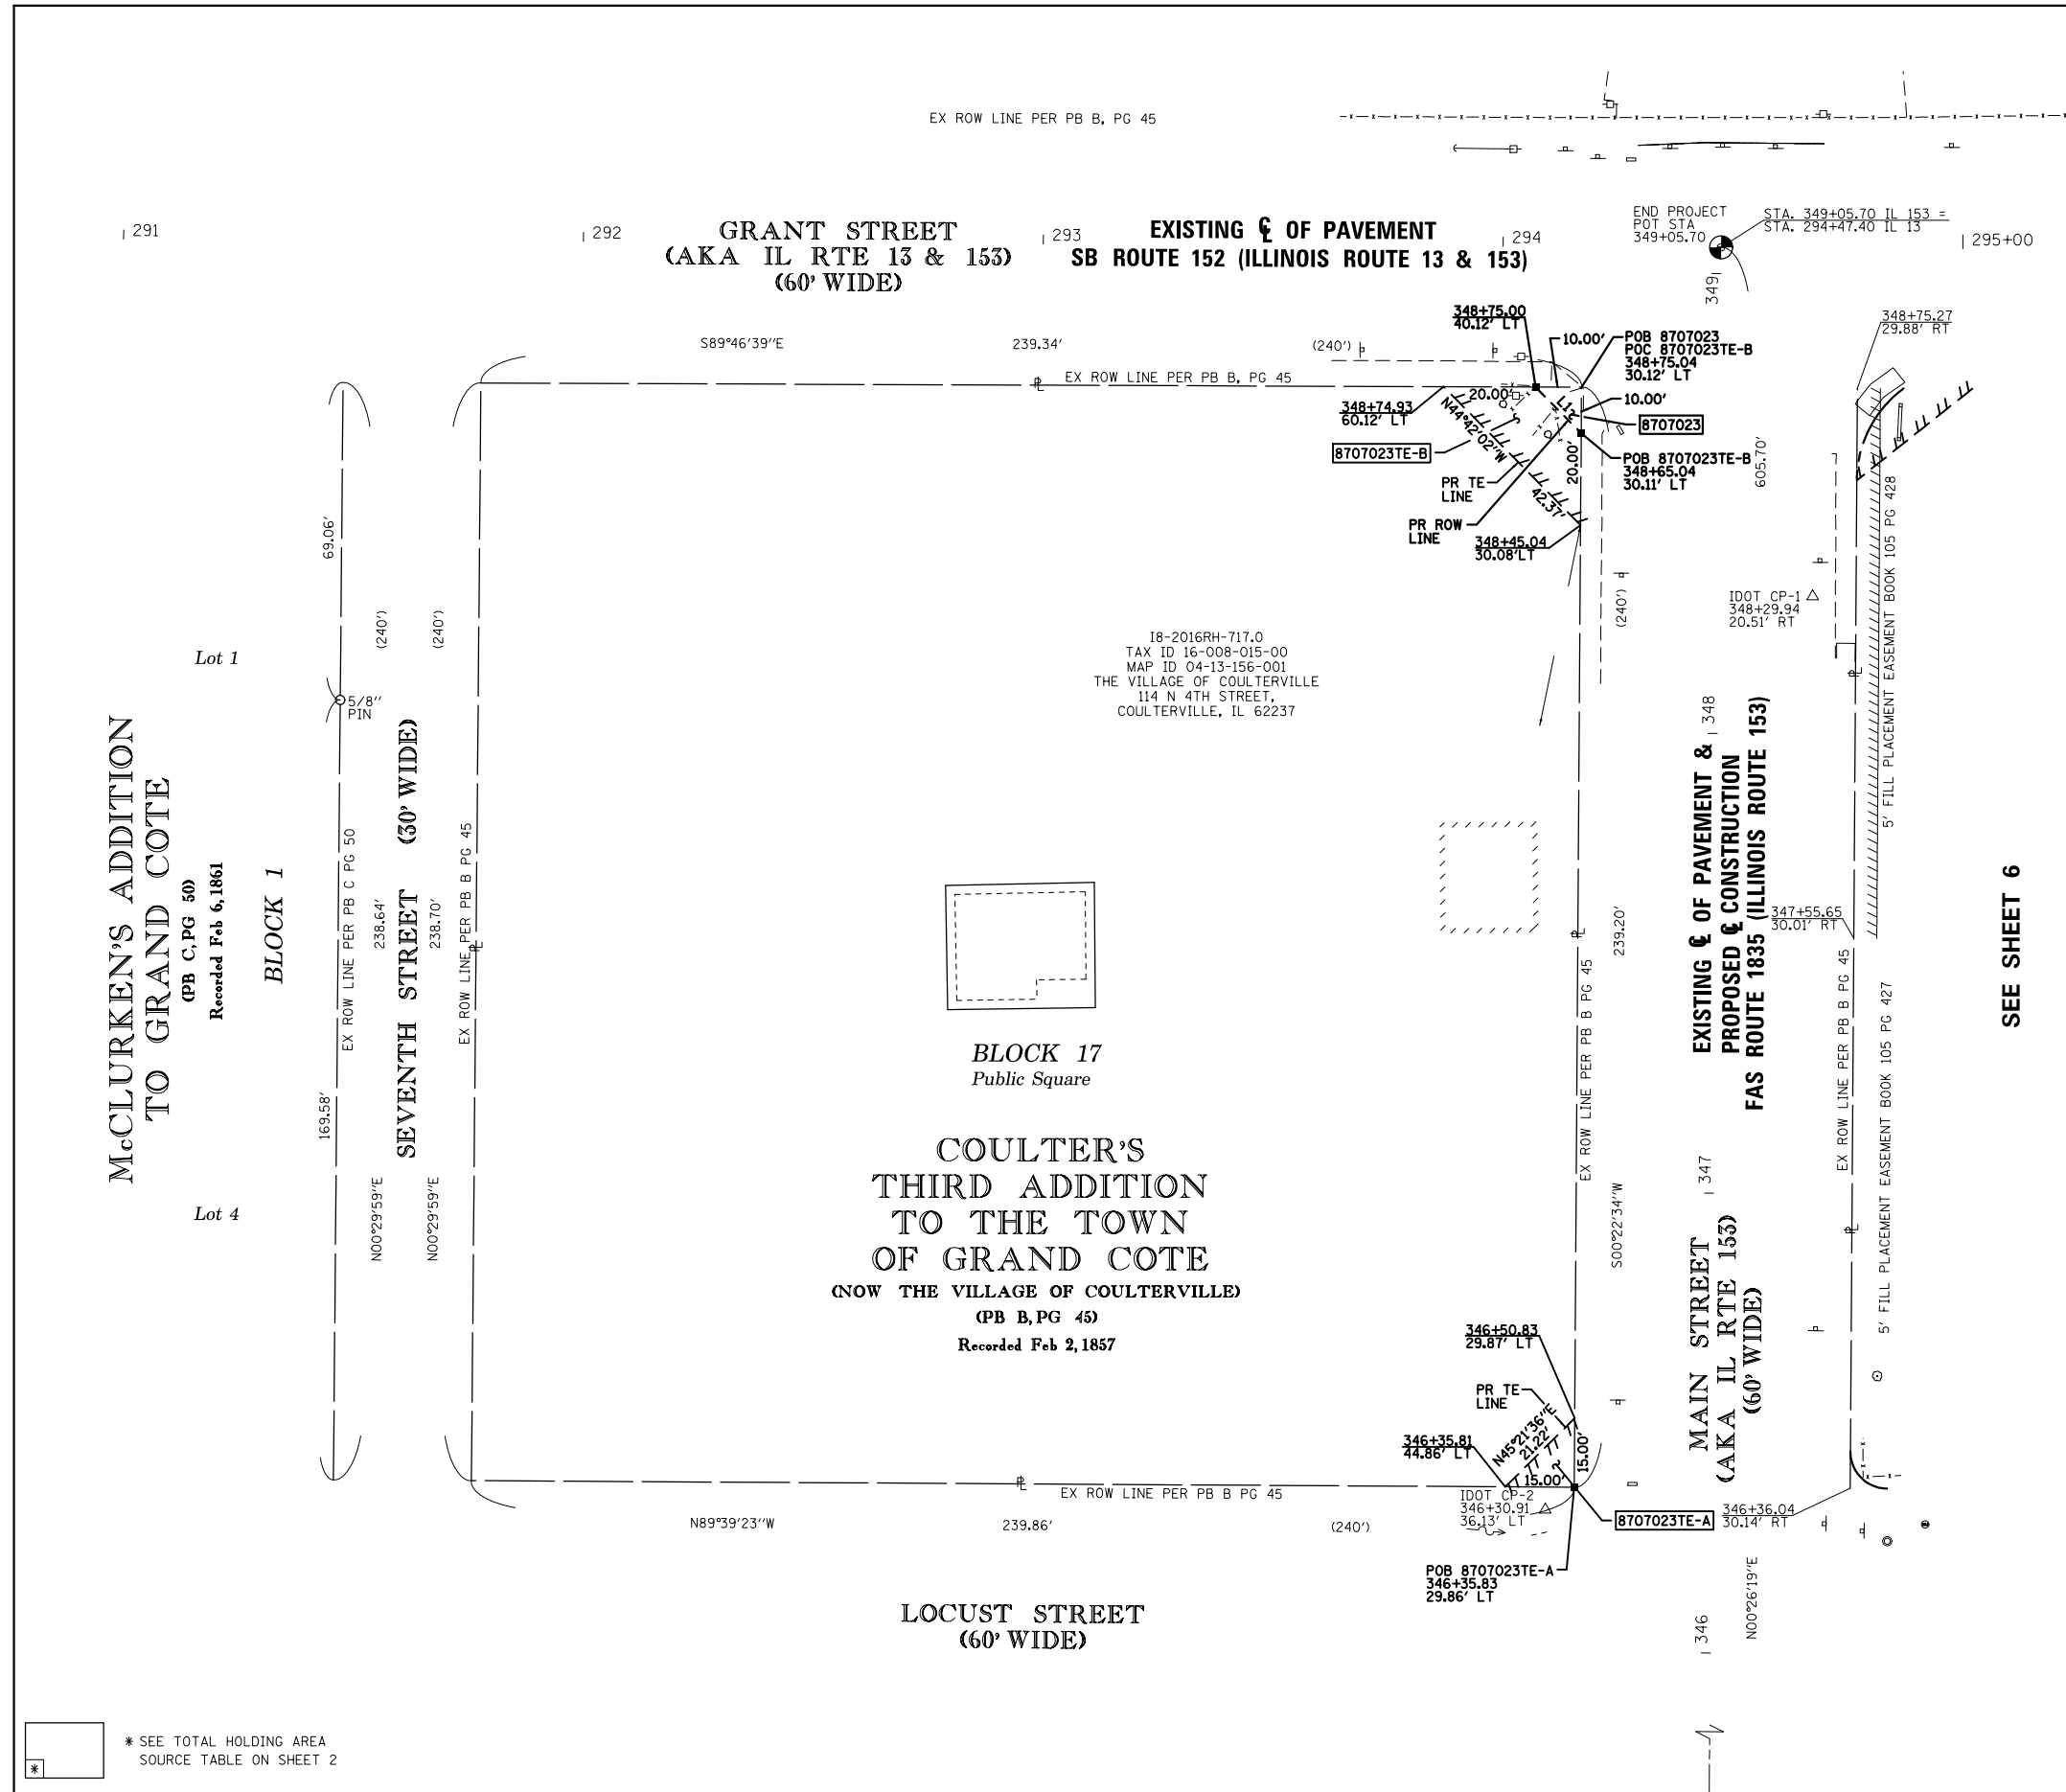 EX ROW LINE PER PB B, PG 45
291
292
293
294
295+00
GRANT STREET
(AKA IL RTE 13 & 153)
(60' WIDE)
EXISTING ℄ OF PAVEMENT
SB ROUTE 152 (ILLINOIS ROUTE 13 & 153)
END PROJECT
POT STA
349+05.70
STA. 349+05.70 IL 153 =
STA. 294+47.40 IL 13
349
348+75.27
29.88' RT
S89°46'39"E
239.34'
(240')
EX ROW LINE PER PB B, PG 45
348+75.00
40.12' LT
10.00'
POB 8707023
POC 8707023TE-B
348+75.04
30.12' LT
10.00'
8707023
348+74.93
60.12' LT
20.00'
L12
N44°42'02"W
42.37'
8707023TE-B
POB 8707023TE-B
348+65.04
30.11' LT
20.00'
PR TE
LINE
PR ROW
LINE
348+45.04
30.08'LT
605.70'
(240')
5' FILL PLACEMENT EASEMENT BOOK 105 PG 428
IDOT CP-1
348+29.94
20.51' RT
18-2016RH-717.0
TAX ID 16-008-015-00
MAP ID 04-13-156-001
THE VILLAGE OF COULTERVILLE
114 N 4TH STREET,
COULTERVILLE, IL 62237
69.06'
(240')
(240')
Lot 1
5/8"
PIN
McCLURKEN'S ADDITION
TO GRAND COTE
(PB C, PG 50)
Recorded Feb 6, 1861
BLOCK 1
EX ROW LINE PER PB C PG 50
238.64'
SEVENTH STREET (30' WIDE)
238.70'
EX ROW LINE PER PB B PG 45
169.58'
N00°29'59"E
N00°29'59"E
Lot 4
BLOCK 17
Public Square
COULTER'S
THIRD ADDITION
TO THE TOWN
OF GRAND COTE
(NOW THE VILLAGE OF COULTERVILLE)
(PB B, PG 45)
Recorded Feb 2, 1857
239.20'
EX ROW LINE PER PB B PG 45
S00°22'34"W
348
EXISTING ℄ OF PAVEMENT &
PROPOSED ℄ CONSTRUCTION
FAS ROUTE 1835 (ILLINOIS ROUTE 153)
347+55.65
30.01' RT
EX ROW LINE PER PB B PG 45
5' FILL PLACEMENT EASEMENT BOOK 105 PG 427
SEE SHEET 6
347
MAIN STREET
(AKA IL RTE 153)
(60' WIDE)
346+50.83
29.87' LT
PR TE
LINE
N45°21'36"E
21.22'
15.00'
346+35.81
44.86' LT
15.00'
EX ROW LINE PER PB B PG 45
IDOT CP-2
346+30.91
36.13' LT
8707023TE-A
346+36.04
30.14' RT
N89°39'23"W
239.86'
(240')
POB 8707023TE-A
346+35.83
29.86' LT
N00°26'19"E
346
LOCUST STREET
(60' WIDE)
* SEE TOTAL HOLDING AREA
SOURCE TABLE ON SHEET 2
*